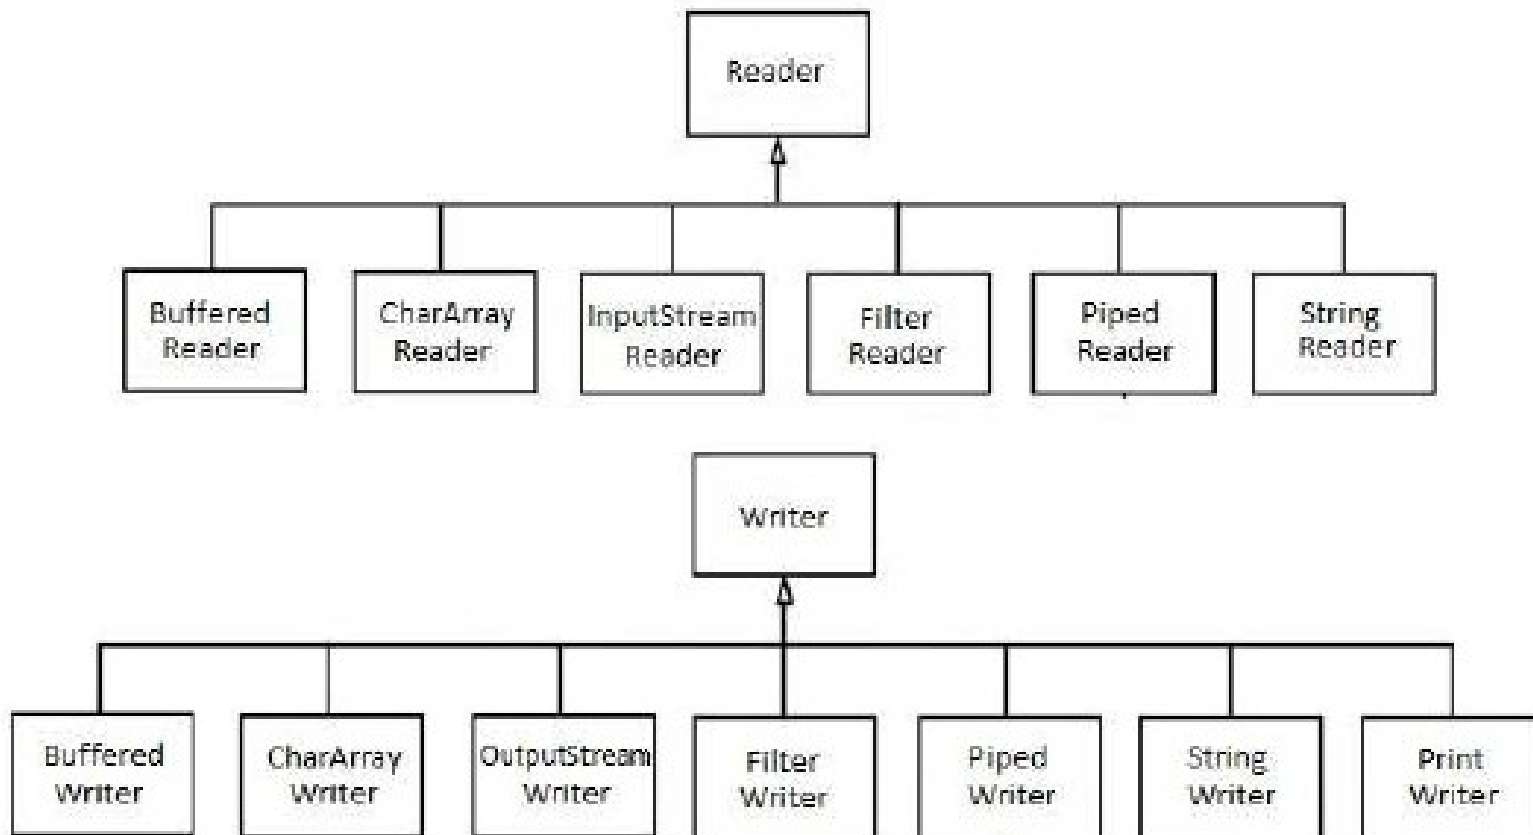 Reader
Buffered
Reader
CharArray
Reader
InputStream
Reader
Filter
Reader
Piped
Reader
String
Reader
Writer
Buffered
Writer
CharArray
Writer
OutputStream
Writer
Filter
Writer
Piped
Writer
String
Writer
Print
Writer